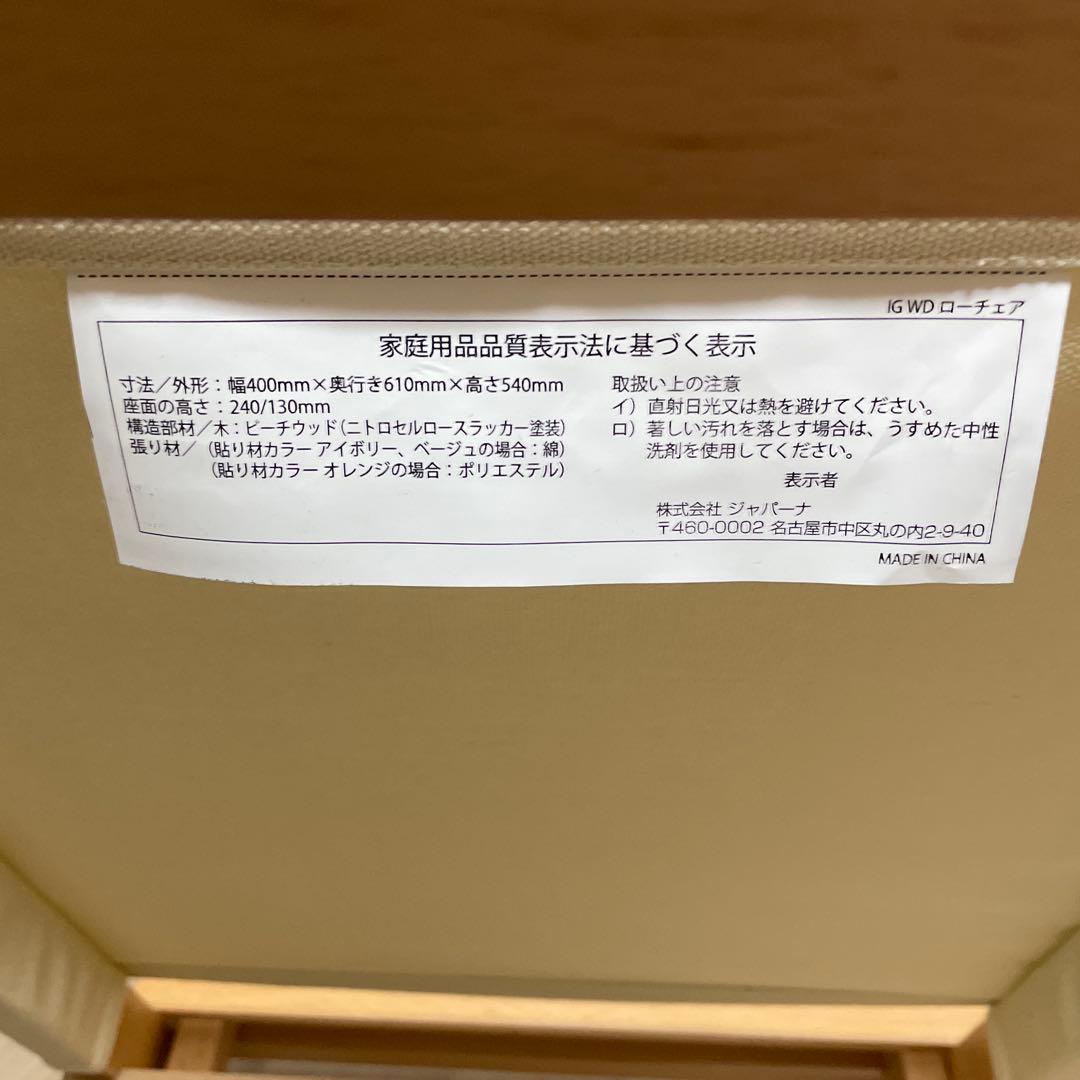 IG WD ローチェア
家庭用品品質表示法に基づく表示
寸法／外形：幅400mm×奥行き610mm×高さ540mm
座面の高さ：240/130mm
構造部材／木：ビーチウッド（ニトロセルロースラッカー塗装）
張り材／（貼り材カラー アイボリー、ベージュの場合：綿）
（貼り材カラー オレンジの場合：ポリエステル）
取扱い上の注意
イ）直射日光又は熱を避けてください。
ロ）著しい汚れを落とす場合は、うすめた中性
洗剤を使用してください。
表示者
株式会社 ジャパーナ
〒460-0002 名古屋市中区丸の内2-9-40
MADE IN CHINA